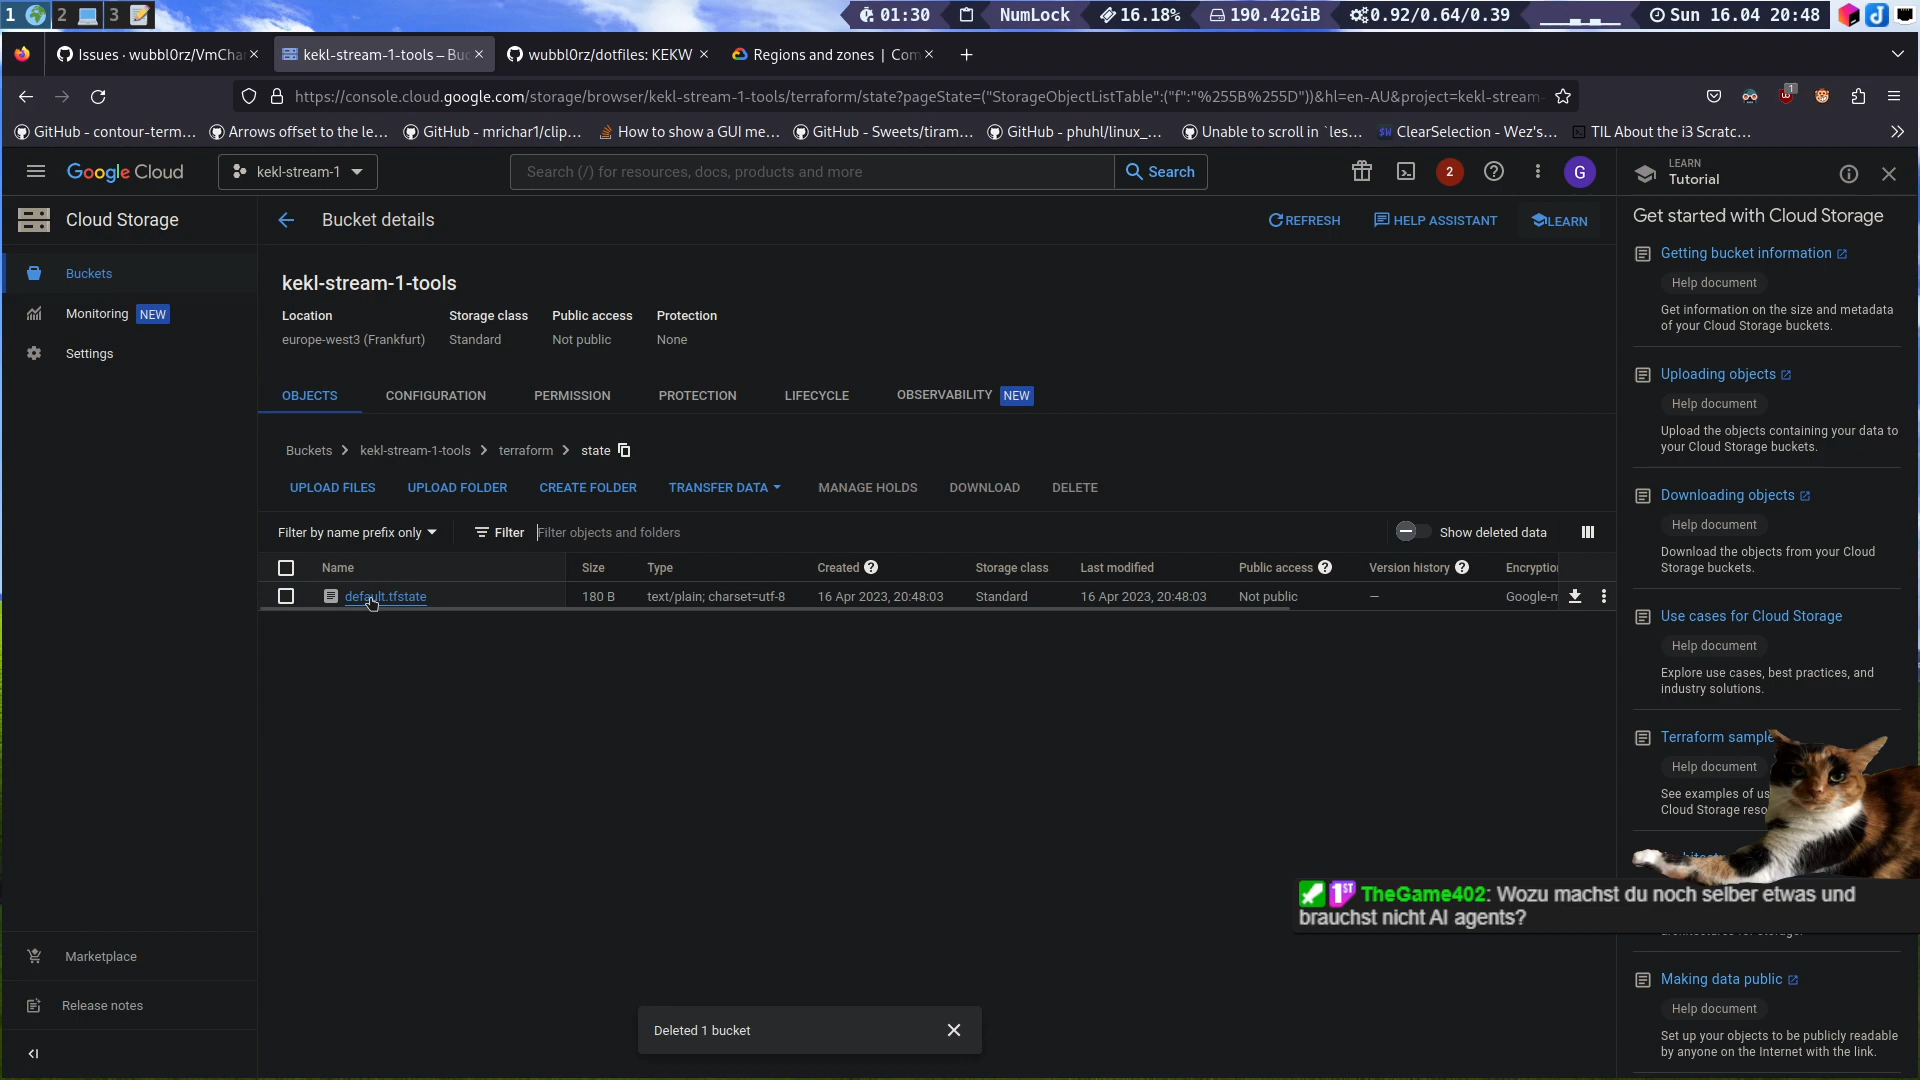 1 2 3 01:30 NumLock 16.18% 190.42GiB 0.92/0.64/0.39 Sun 16.04 20:48
Issues · wubbl0rz/VmCha kekl-stream-1-tools – Buc wubbl0rz/dotfiles: KEKW Regions and zones | Com
https://console.cloud.google.com/storage/browser/kekl-stream-1-tools/terraform/state?pageState=("StorageObjectListTable":("f":"%255B%255D"))&hl=en-AU&project=kekl-stream- 1
GitHub - contour-term... Arrows offset to the le... GitHub - mrichar1/clip... How to show a GUI me... GitHub - Sweets/tiram... GitHub - phuhl/linux_... Unable to scroll in `les... SW ClearSelection - Wez's... TIL About the i3 Scratc...
Google Cloud kekl-stream-1 Search (/) for resources, docs, products and more Search 2 G
LEARN
Tutorial
Cloud Storage
Bucket details REFRESH HELP ASSISTANT LEARN
Buckets
Monitoring NEW
Settings
Marketplace
Release notes
kekl-stream-1-tools
Location Storage class Public access Protection
europe-west3 (Frankfurt) Standard Not public None
OBJECTS CONFIGURATION PERMISSION PROTECTION LIFECYCLE OBSERVABILITY NEW
Buckets kekl-stream-1-tools terraform state
UPLOAD FILES UPLOAD FOLDER CREATE FOLDER TRANSFER DATA MANAGE HOLDS DOWNLOAD DELETE
Filter by name prefix only Filter Filter objects and folders Show deleted data
Name Size Type Created Storage class Last modified Public access Version history Encryption
default.tfstate 180 B text/plain; charset=utf-8 16 Apr 2023, 20:48:03 Standard 16 Apr 2023, 20:48:03 Not public — Google-m
Deleted 1 bucket
Get started with Cloud Storage
Getting bucket information
Help document
Get information on the size and metadata
of your Cloud Storage buckets.
Uploading objects
Help document
Upload the objects containing your data to
your Cloud Storage buckets.
Downloading objects
Help document
Download the objects from your Cloud
Storage buckets.
Use cases for Cloud Storage
Help document
Explore use cases, best practices, and
industry solutions.
Terraform sample
Help document
See examples of us
Cloud Storage reso
1ST TheGame402: Wozu machst du noch selber etwas und
brauchst nicht AI agents?
Making data public
Help document
Set up your objects to be publicly readable
by anyone on the Internet with the link.